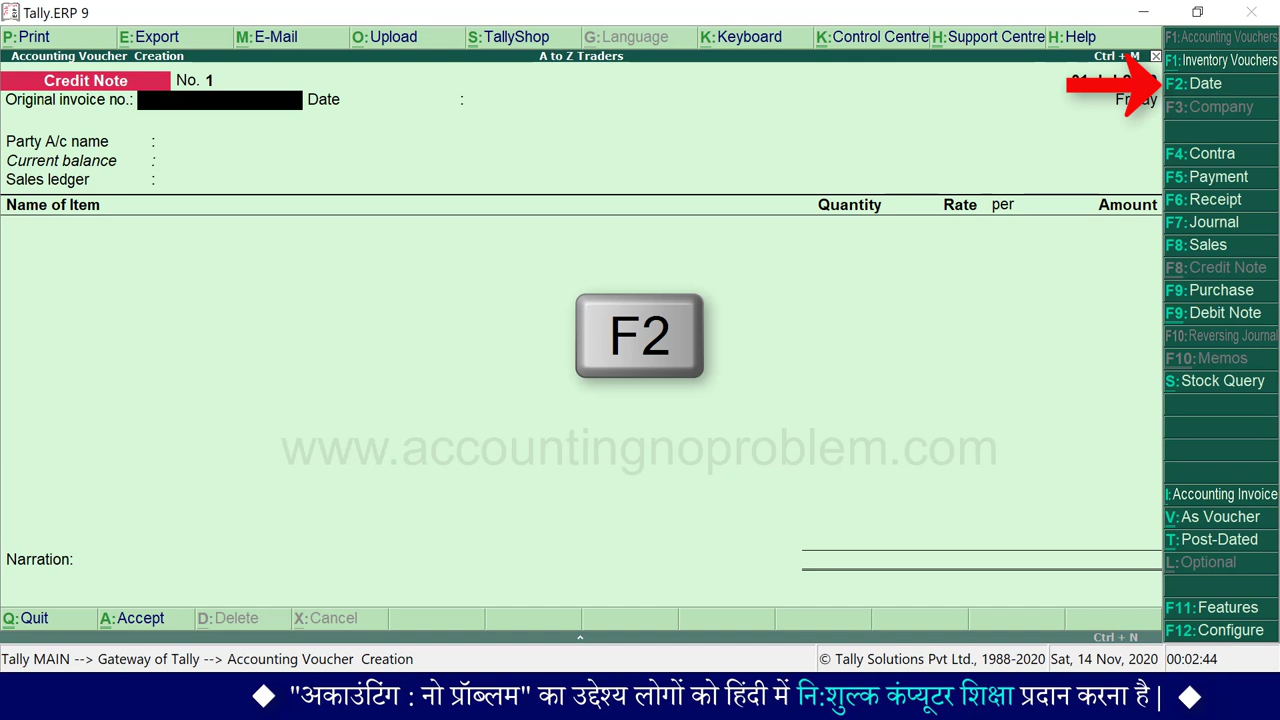 Tally.ERP 9
P: Print E: Export M: E-Mail O: Upload S: TallyShop G: Language K: Keyboard K: Control Centre H: Support Centre H: Help F1: Accounting Vouchers
Accounting Voucher Creation A to Z Traders Ctrl + M
F1: Inventory Vouchers
Credit Note No. 1
F2: Date
Original invoice no.: Date :
F3: Company
Party A/c name :
F4: Contra
Current balance :
F5: Payment
Sales ledger :
F6: Receipt
Name of Item Quantity Rate per Amount
F7: Journal
F8: Sales
F8: Credit Note
F9: Purchase
F9: Debit Note
F2
F10: Reversing Journal
F10: Memos
S: Stock Query
www.accountingnoproblem.com
I: Accounting Invoice
V: As Voucher
T: Post-Dated
Narration:
L: Optional
F11: Features
Q: Quit A: Accept D: Delete X: Cancel
F12: Configure
Ctrl + N
Tally MAIN --> Gateway of Tally --> Accounting Voucher Creation © Tally Solutions Pvt Ltd., 1988-2020 Sat, 14 Nov, 2020 00:02:44
"अकाउंटिंग : नो प्रॉब्लम" का उद्देश्य लोगों को हिंदी में नि:शुल्क कंप्यूटर शिक्षा प्रदान करना है |